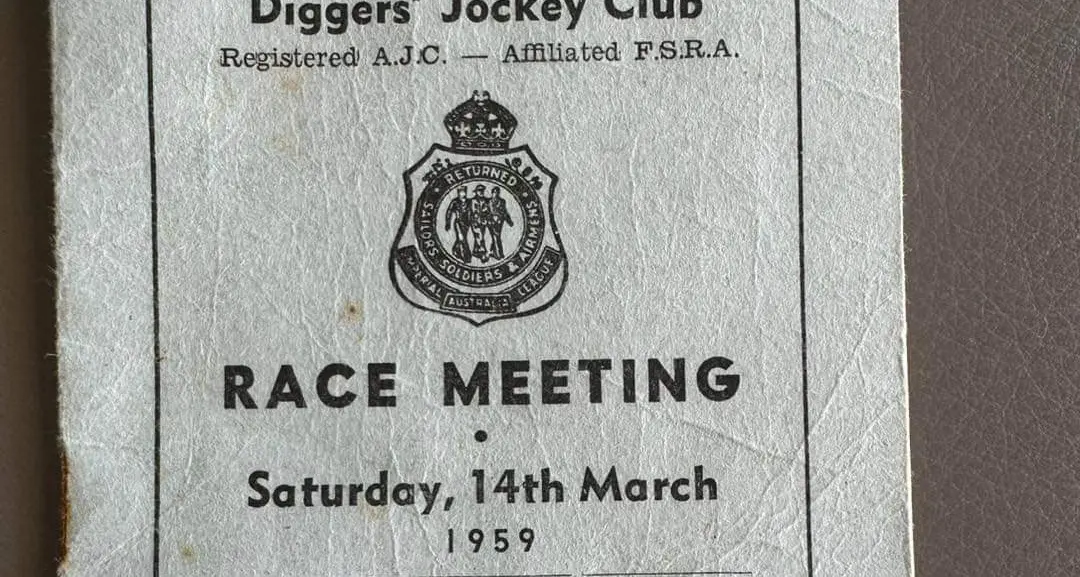 Diggers' Jockey Club
Registered A.J.C. — Affiliated F.S.R.A.
RETURNED
SAILORS SOLDIERS & AIRMENS
IMPERIAL LEAGUE
AUSTRALIA
RACE MEETING
•
Saturday, 14th March
1959